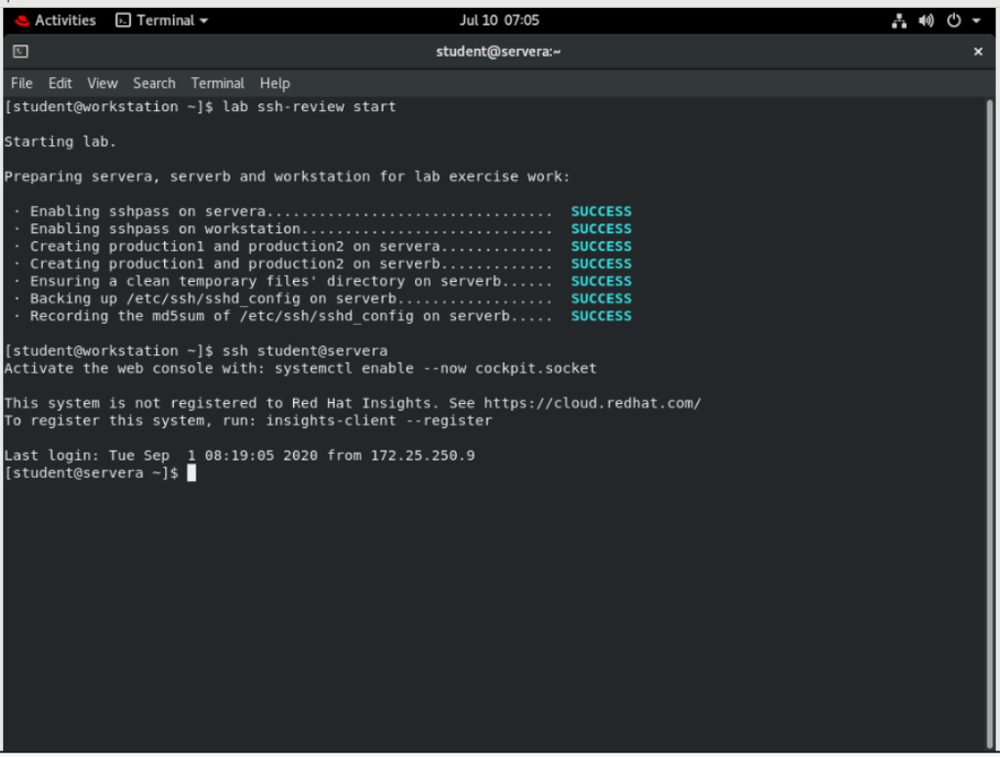 Activities Terminal Jul 10 07:05
student@servera:~
File Edit View Search Terminal Help
[student@workstation ~]$ lab ssh-review start
Starting lab.
Preparing servera, serverb and workstation for lab exercise work:
· Enabling sshpass on servera................................. SUCCESS
· Enabling sshpass on workstation............................. SUCCESS
· Creating production1 and production2 on servera............. SUCCESS
· Creating production1 and production2 on serverb............. SUCCESS
· Ensuring a clean temporary files' directory on serverb...... SUCCESS
· Backing up /etc/ssh/sshd_config on serverb.................. SUCCESS
· Recording the md5sum of /etc/ssh/sshd_config on serverb..... SUCCESS
[student@workstation ~]$ ssh student@servera
Activate the web console with: systemctl enable --now cockpit.socket
This system is not registered to Red Hat Insights. See https://cloud.redhat.com/
To register this system, run: insights-client --register
Last login: Tue Sep  1 08:19:05 2020 from 172.25.250.9
[student@servera ~]$